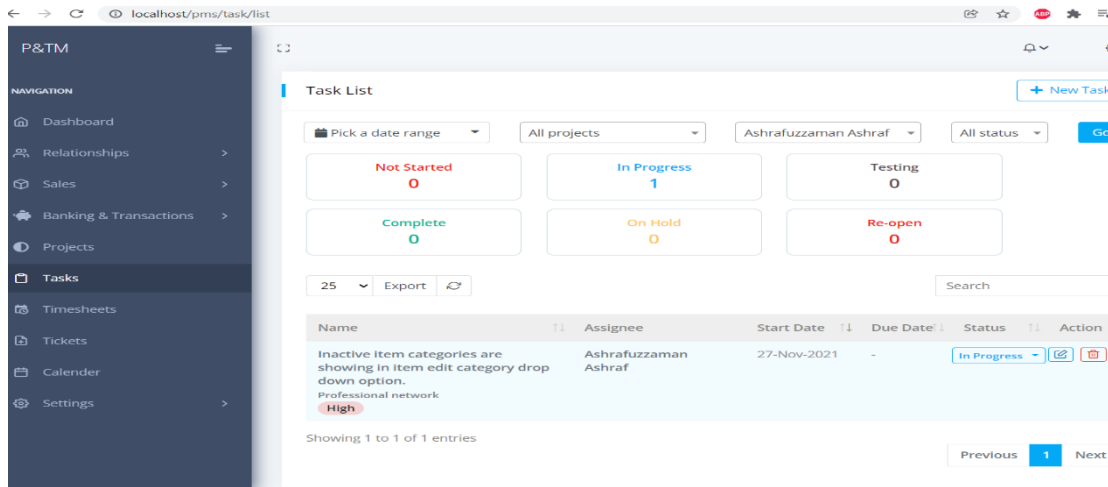 localhost/pms/task/list
ABP
P&TM
NAVIGATION
Dashboard
Relationships
Sales
Banking & Transactions
Projects
Tasks
Timesheets
Tickets
Calender
Settings
Task List
+ New Task
Pick a date range
All projects
Ashrafuzzaman Ashraf
All status
Go
Not Started
0
In Progress
1
Testing
0
Complete
0
On Hold
0
Re-open
0
25
Export
Search
Name Assignee Start Date Due Date Status Action
Inactive item categories are
showing in item edit category drop
down option.
Professional network
High
Ashrafuzzaman
Ashraf
27-Nov-2021
-
In Progress
Showing 1 to 1 of 1 entries
Previous 1 Next